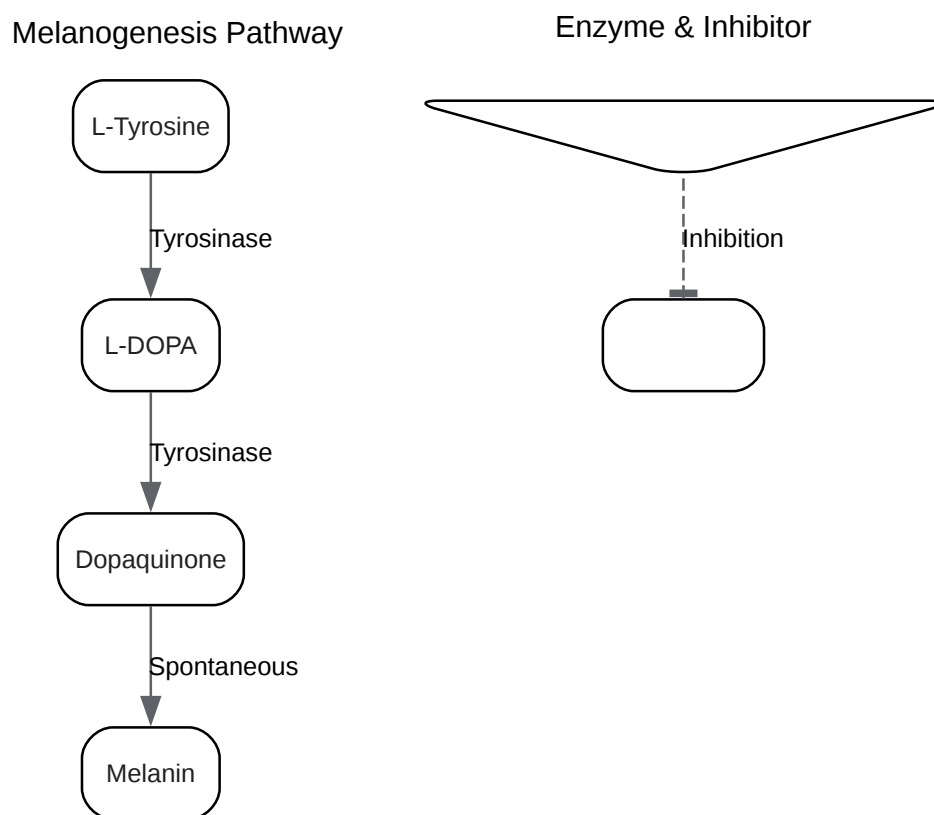 Melanogenesis Pathway
L-Tyrosine
Tyrosinase
L-DOPA
Tyrosinase
Dopaquinone
Spontaneous
Melanin
Enzyme & Inhibitor
Inhibition